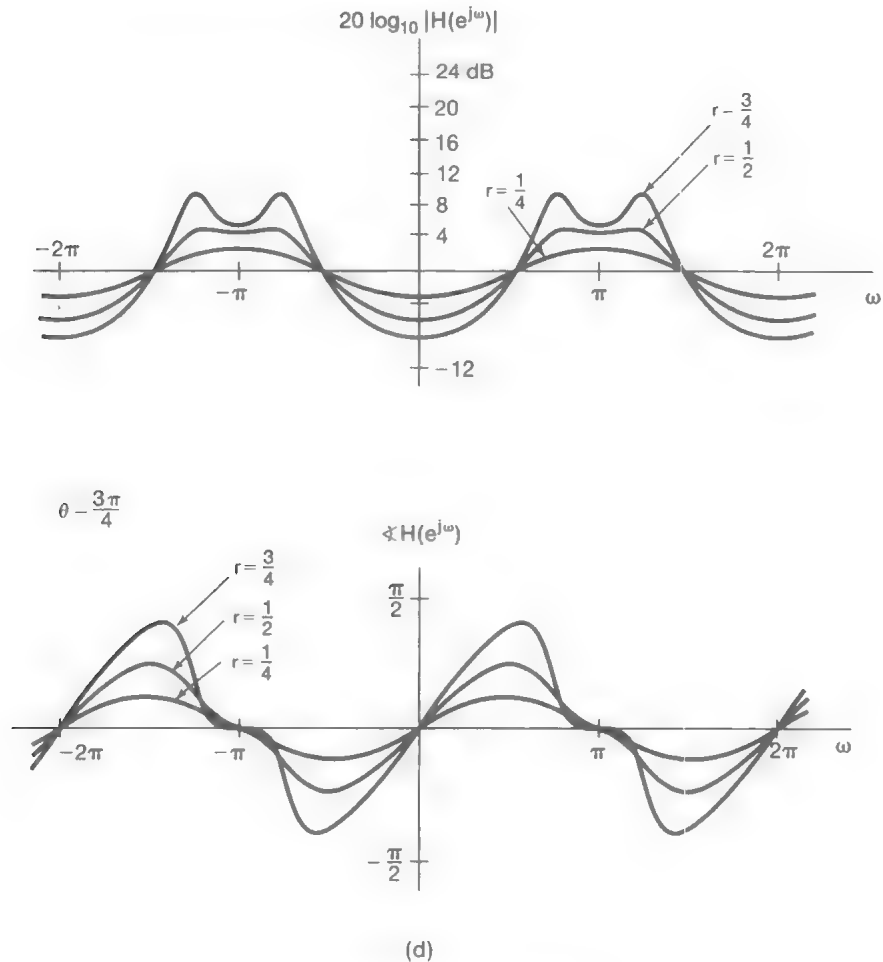 20 log₁₀ |H(e^{jω})|
24 dB
20
16
12
8
4
-12
r - 3/4
r = 1/2
r = 1/4
-2π
-π
π
2π
ω
θ - 3π/4
∢H(e^{jω})
r = 3/4
r = 1/2
r = 1/4
π/2
-2π
-π
π
2π
ω
-π/2
(d)